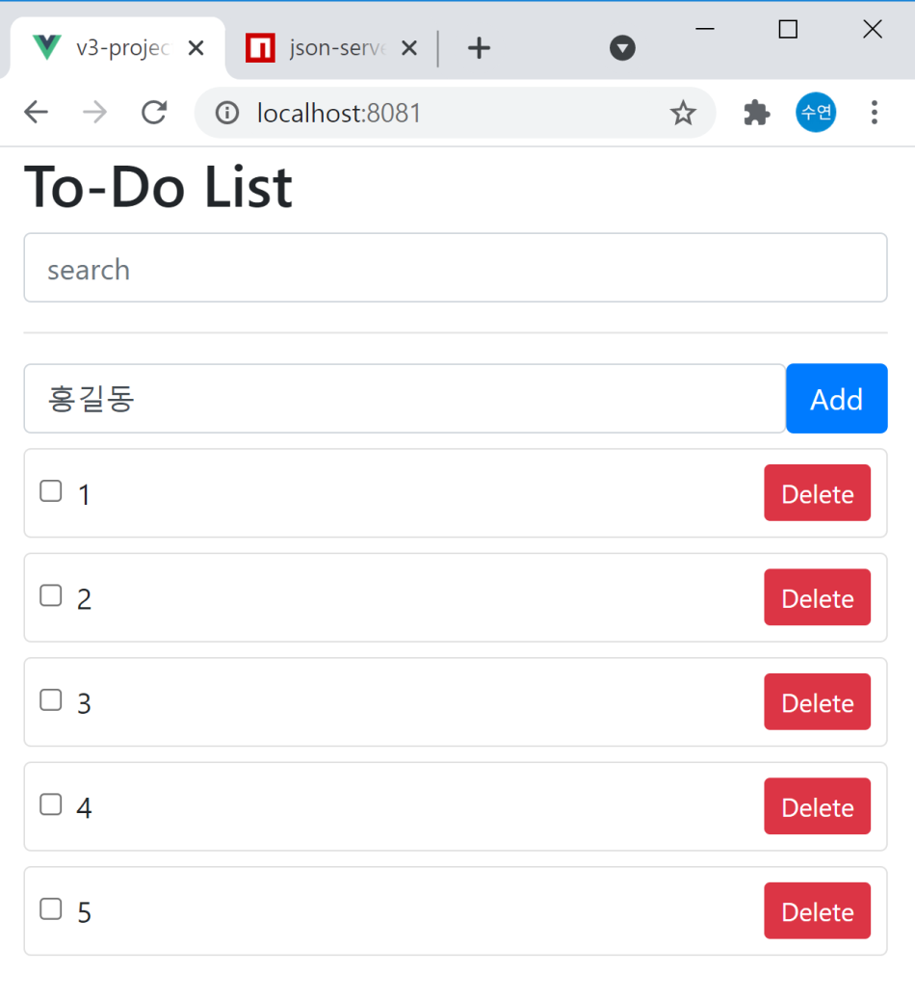 v3-projec
json-serve
localhost:8081
수연
To-Do List
search
홍길동
Add
1
Delete
2
Delete
3
Delete
4
Delete
5
Delete